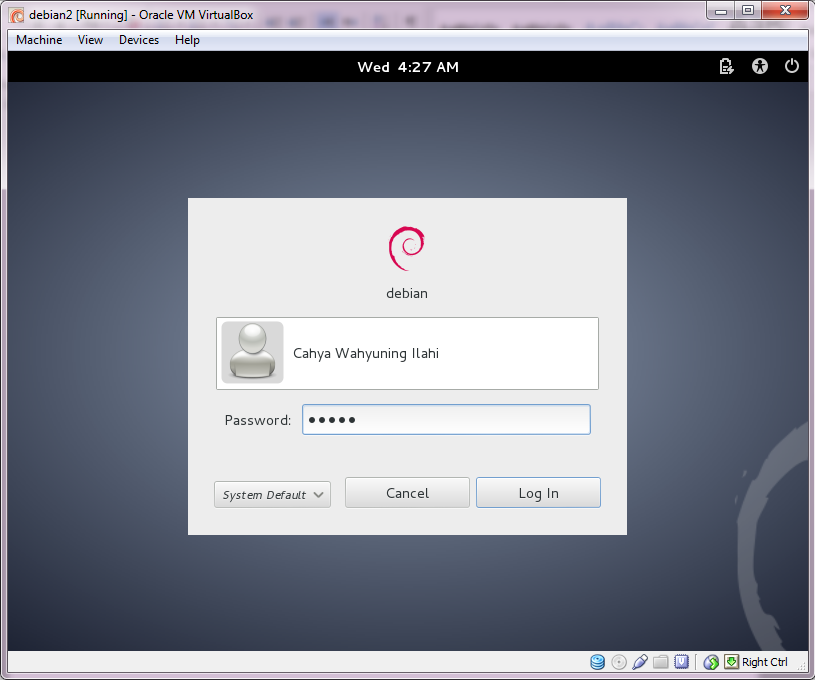 debian2 [Running] - Oracle VM VirtualBox
Machine View Devices Help
Wed 4:27 AM
debian
Cahya Wahyuning Ilahi
Password: •••••
System Default Cancel Log In
Right Ctrl